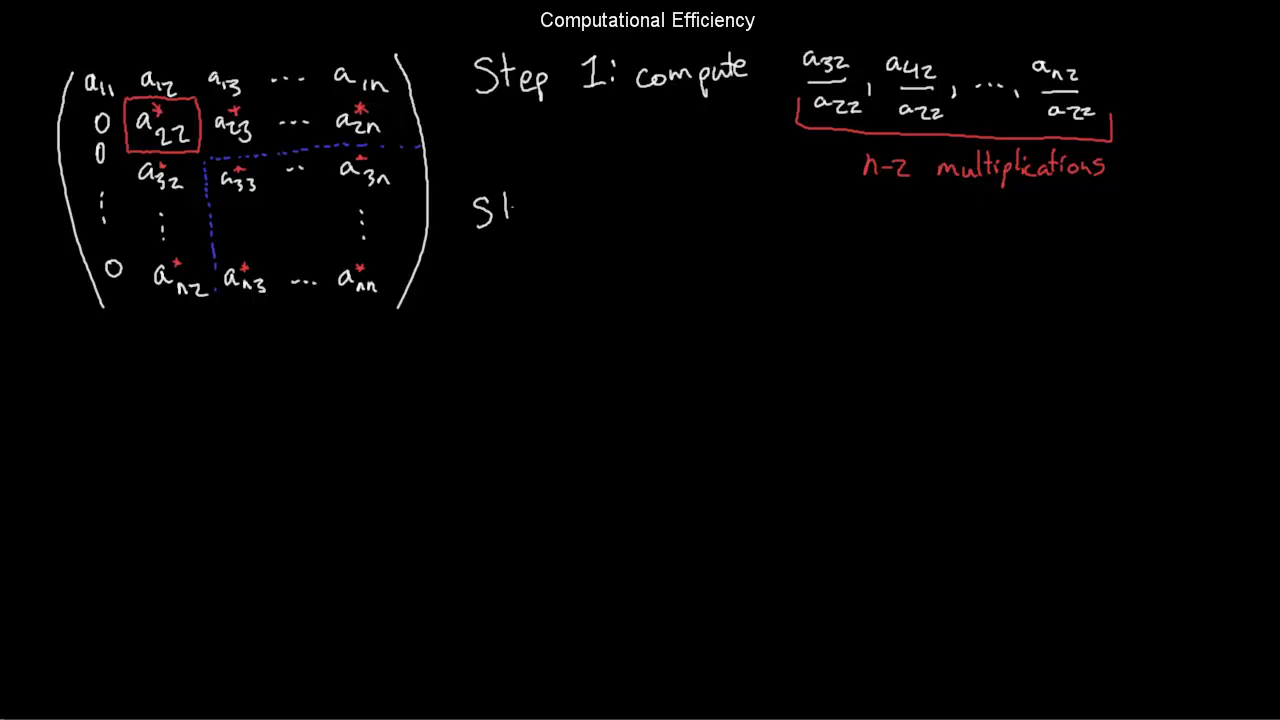 Computational Efficiency
a11 a12 a13 ... a1n
0 a*22 a*23 ... a*2n
0 a*32 a*33 .. a*3n
⋮ ⋮ ⋮
0 a*n2 a*n3 ... a*nn
Step 1: compute a32/a22, a42/a22, ..., an2/a22
n-2 multiplications
St